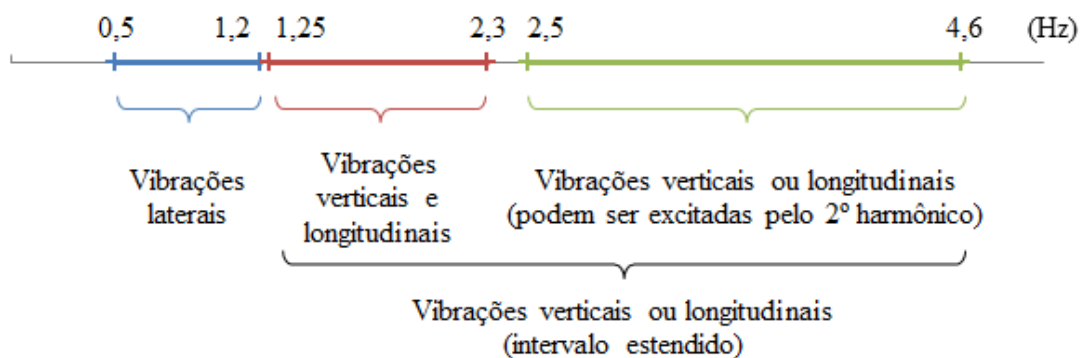 0,5 1,2 1,25 2,3 2,5 4,6 (Hz)
Vibrações
laterais
Vibrações
verticais e
longitudinais
Vibrações verticais ou longitudinais
(podem ser excitadas pelo 2º harmônico)
Vibrações verticais ou longitudinais
(intervalo estendido)